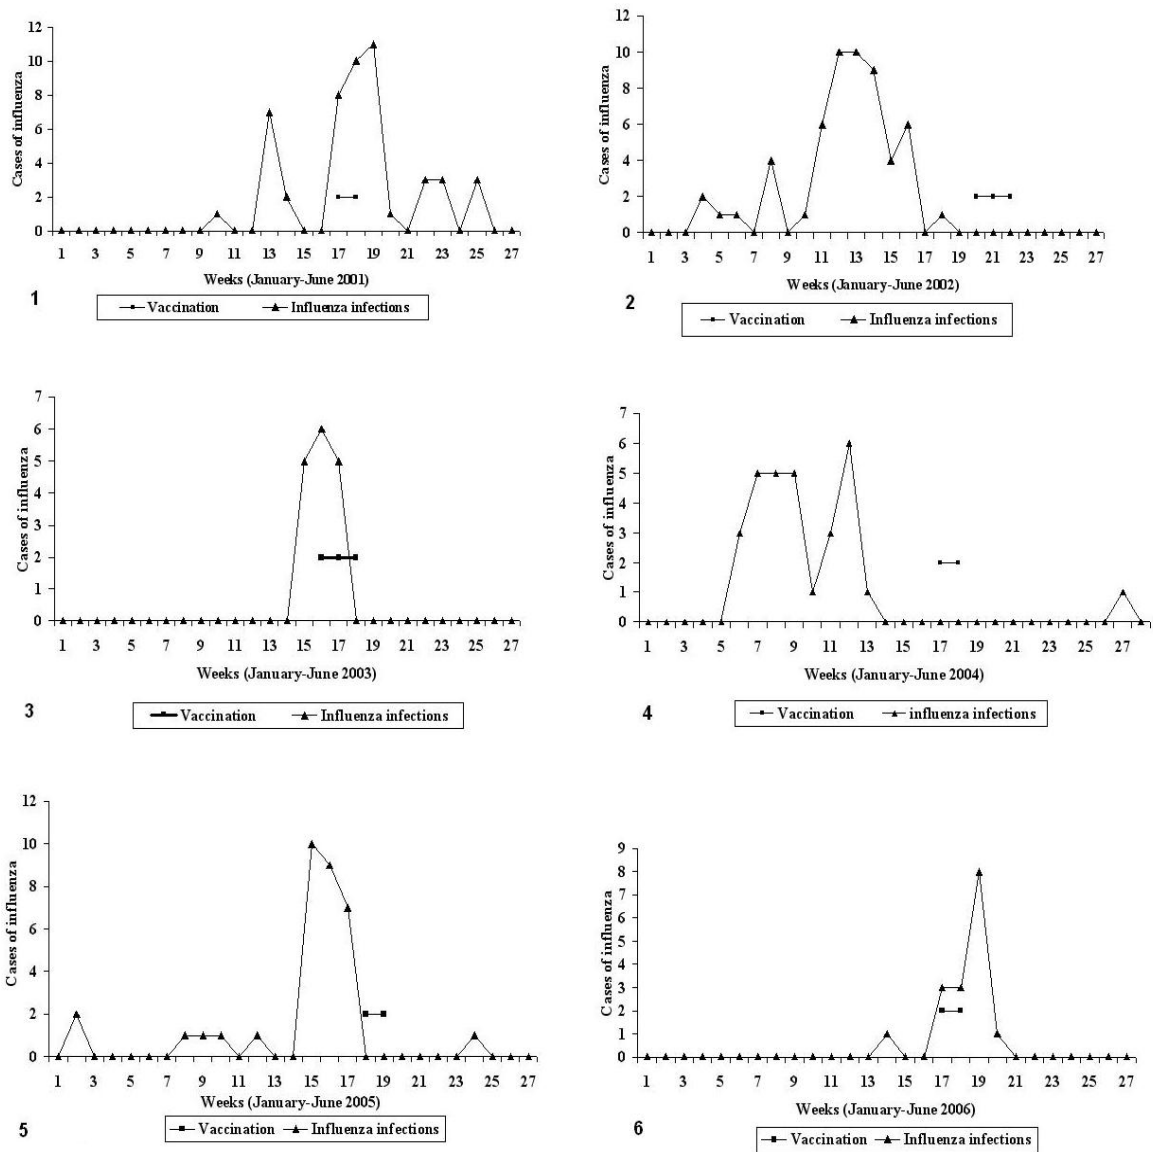 12
10
8
6
4
2
0
Cases of influenza
1 3 5 7 9 11 13 15 17 19 21 23 25 27
Weeks (January-June 2001)
1
Vaccination Influenza infections
12
10
8
6
4
2
0
Cases of influenza
1 3 5 7 9 11 13 15 17 19 21 23 25 27
Weeks (January-June 2002)
2
Vaccination Influenza infections
7
6
5
4
3
2
1
0
Cases of influenza
1 3 5 7 9 11 13 15 17 19 21 23 25 27
Weeks (January-June 2003)
3
Vaccination Influenza infections
7
6
5
4
3
2
1
0
Cases of influenza
1 3 5 7 9 11 13 15 17 19 21 23 25 27
Weeks (January-June 2004)
4
Vaccination influenza infections
12
10
8
6
4
2
0
Cases of influenza
1 3 5 7 9 11 13 15 17 19 21 23 25 27
Weeks (January-June 2005)
5
Vaccination Influenza infections
9
8
7
6
5
4
3
2
1
0
Cases of influenza
1 3 5 7 9 11 13 15 17 19 21 23 25 27
Weeks (January-June 2006)
6
Vaccination Influenza infections